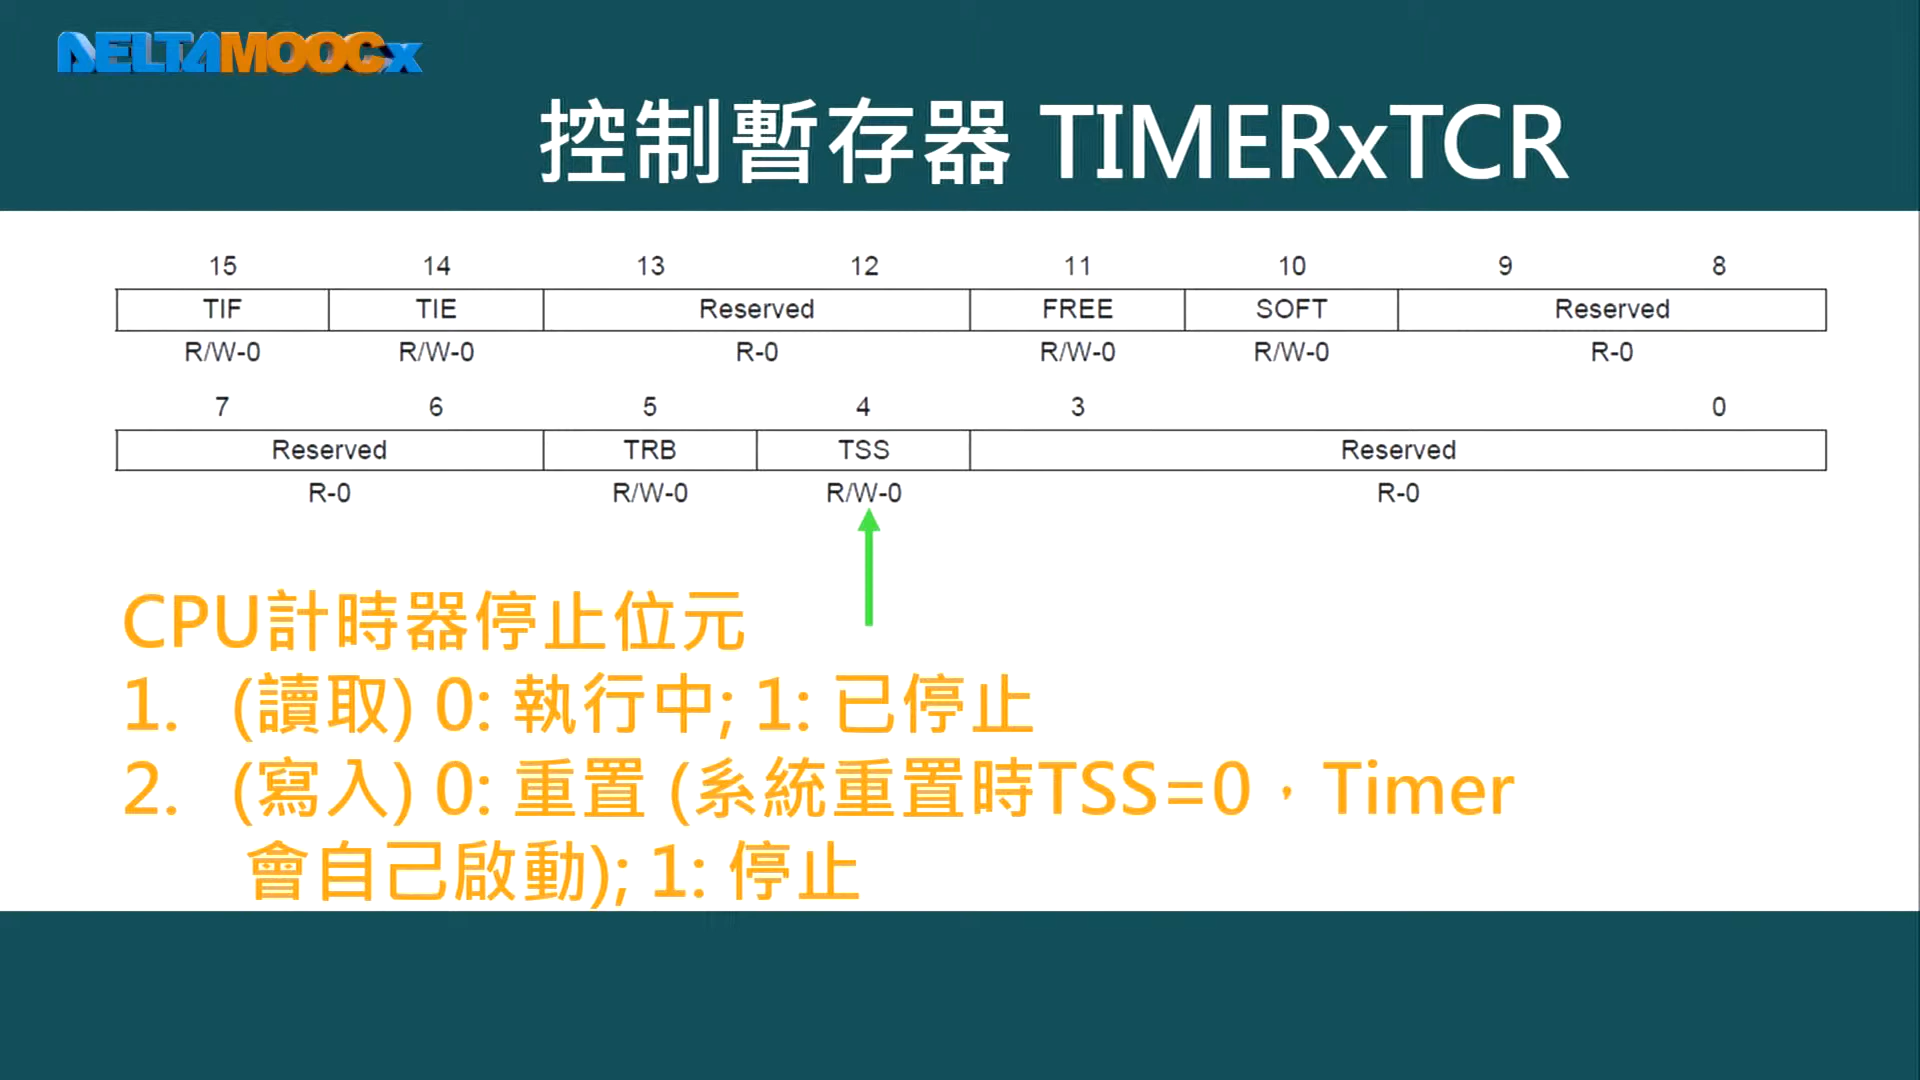 DELTAMOOCx
控制暫存器 TIMERxTCR
15 14 13 12 11 10 9 8
TIF TIE Reserved FREE SOFT Reserved
R/W-0 R/W-0 R-0 R/W-0 R/W-0 R-0
7 6 5 4 3 0
Reserved TRB TSS Reserved
R-0 R/W-0 R/W-0 R-0
CPU計時器停止位元
1. (讀取) 0: 執行中; 1: 已停止
2. (寫入) 0: 重置 (系統重置時TSS=0，Timer
會自己啟動); 1: 停止